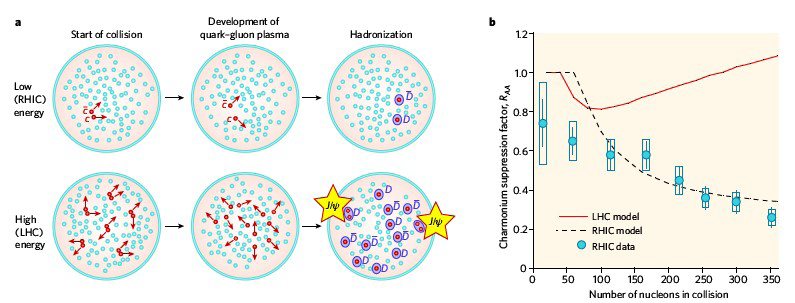 a
Start of collision
Development of
quark–gluon plasma
Hadronization
Low
(RHIC)
energy
c̄
c
c̄
c
D̄
D
High
(LHC)
energy
J/ψ
J/ψ
D
D
D̄
D̄
D
D̄
D̄
D
D
D
D
b
Charmonium suppression factor, R_AA
1.2
1.0
0.8
0.6
0.4
0.2
0
LHC model
RHIC model
RHIC data
0
50
100
150
200
250
300
350
Number of nucleons in collision